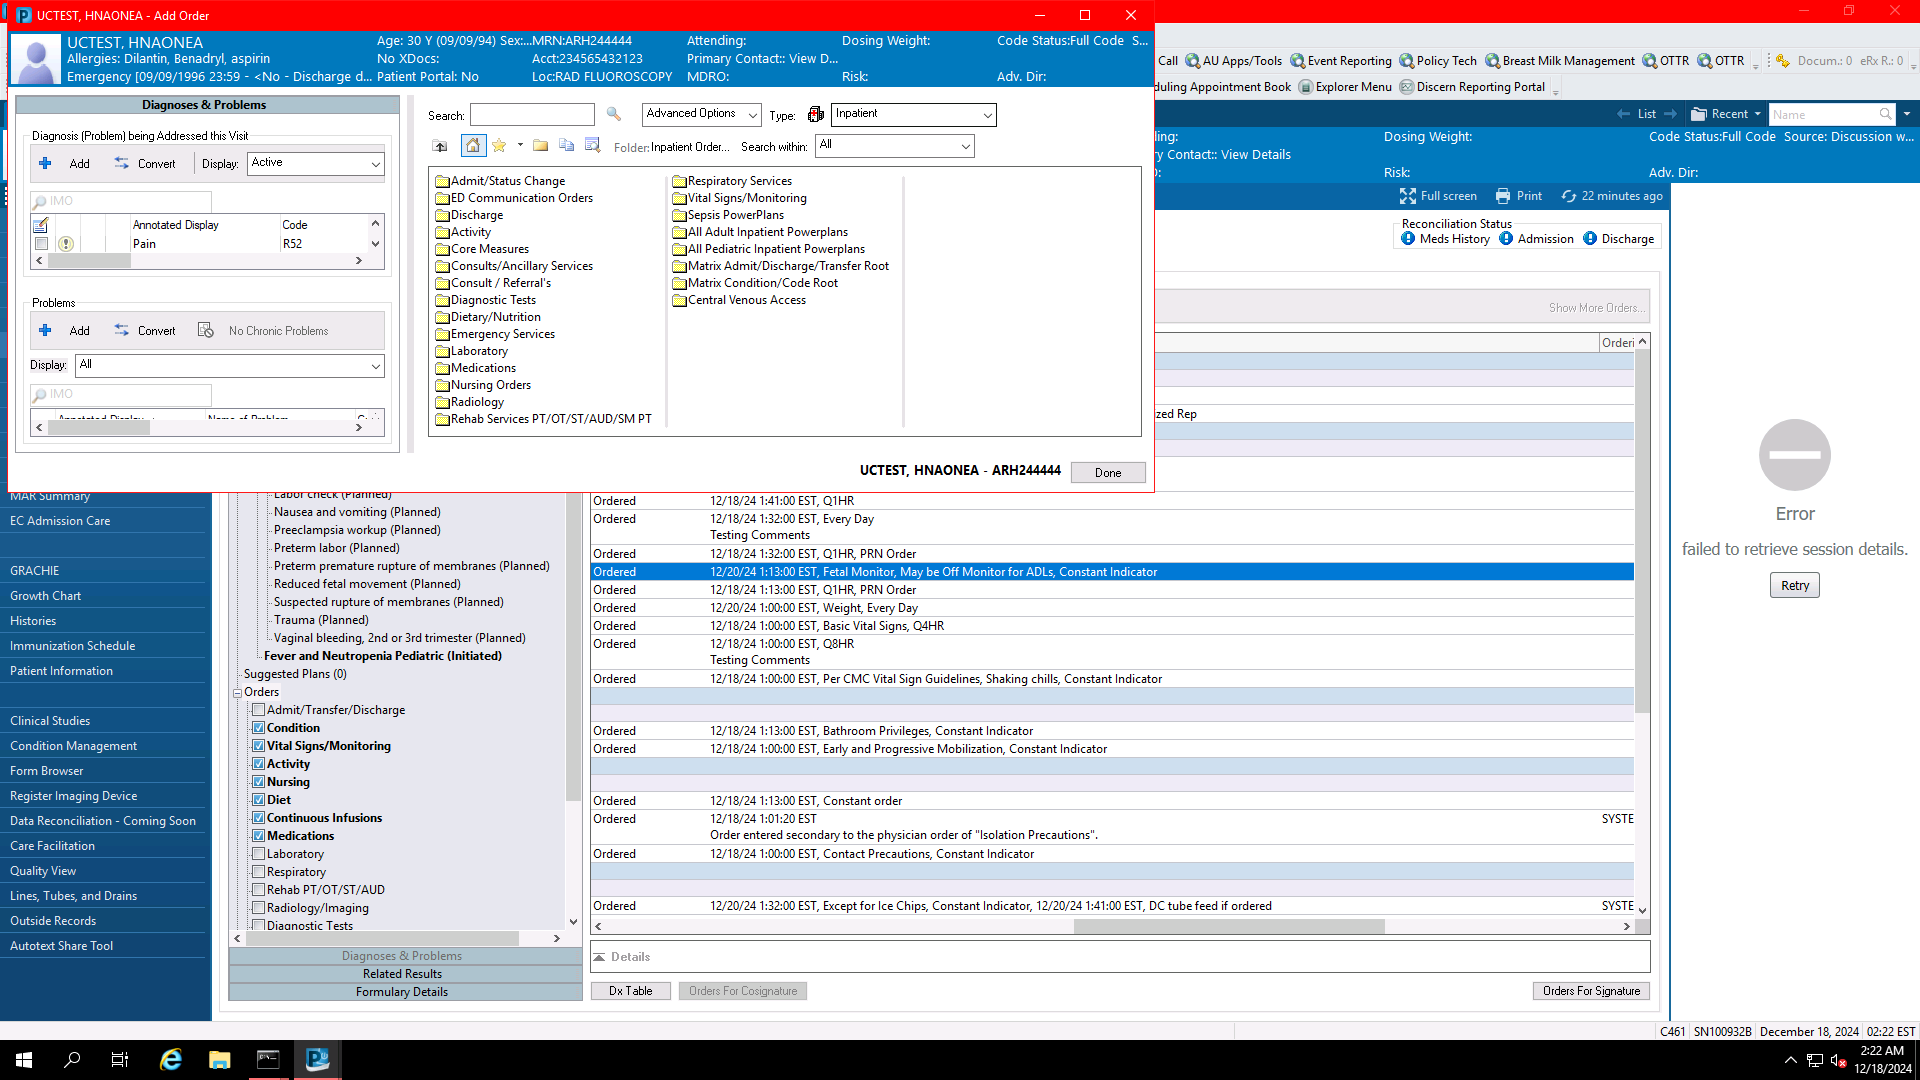 UCTEST, HNAONEA - Add Order
UCTEST, HNAONEA
Allergies: Dilantin, Benadryl, aspirin
Emergency [09/09/1996 23:59 - <No - Discharge d...
Age: 30 Y (09/09/94) Sex:...
No XDocs:
Patient Portal: No
MRN:ARH244444
Acct:234565432123
Loc:RAD FLUOROSCOPY
Attending:
Primary Contact:: View D...
MDRO:
Dosing Weight:
Risk:
Code Status:Full Code S...
Adv. Dir:
Diagnoses & Problems
Diagnosis (Problem) being Addressed this Visit
Add
Convert
Display:
Active
IMO
Annotated Display
Code
Pain
R52
Problems
Add
Convert
No Chronic Problems
Display:
All
IMO
Search:
Advanced Options
Type:
Inpatient
Folder:
Inpatient Order...
Search within:
All
Admit/Status Change
ED Communication Orders
Discharge
Activity
Core Measures
Consults/Ancillary Services
Consult / Referral's
Diagnostic Tests
Dietary/Nutrition
Emergency Services
Laboratory
Medications
Nursing Orders
Radiology
Rehab Services PT/OT/ST/AUD/SM PT
Respiratory Services
Vital Signs/Monitoring
Sepsis PowerPlans
All Adult Inpatient Powerplans
All Pediatric Inpatient Powerplans
Matrix Admit/Discharge/Transfer Root
Matrix Condition/Code Root
Central Venous Access
UCTEST, HNAONEA - ARH244444
Done
Call
AU Apps/Tools
Event Reporting
Policy Tech
Breast Milk Management
OTTR
OTTR
Docum.: 0
eRx R.: 0
duling Appointment Book
Explorer Menu
Discern Reporting Portal
List
Recent
Name
Dosing Weight:
Code Status:Full Code
Source: Discussion w...
ry Contact:: View Details
Risk:
Adv. Dir:
Full screen
Print
22 minutes ago
Reconciliation Status
Meds History
Admission
Discharge
Show More Orders...
Orderi
zed Rep
MAR Summary
EC Admission Care
GRACHIE
Growth Chart
Histories
Immunization Schedule
Patient Information
Clinical Studies
Condition Management
Form Browser
Register Imaging Device
Data Reconciliation - Coming Soon
Care Facilitation
Quality View
Lines, Tubes, and Drains
Outside Records
Autotext Share Tool
Labor check (Planned)
Nausea and vomiting (Planned)
Preeclampsia workup (Planned)
Preterm labor (Planned)
Preterm premature rupture of membranes (Planned)
Reduced fetal movement (Planned)
Suspected rupture of membranes (Planned)
Trauma (Planned)
Vaginal bleeding, 2nd or 3rd trimester (Planned)
Fever and Neutropenia Pediatric (Initiated)
Suggested Plans (0)
Orders
Admit/Transfer/Discharge
Condition
Vital Signs/Monitoring
Activity
Nursing
Diet
Continuous Infusions
Medications
Laboratory
Respiratory
Rehab PT/OT/ST/AUD
Radiology/Imaging
Diagnostic Tests
Diagnoses & Problems
Related Results
Formulary Details
Ordered 12/18/24 1:41:00 EST, Q1HR
Ordered 12/18/24 1:32:00 EST, Every Day
Testing Comments
Ordered 12/18/24 1:32:00 EST, Q1HR, PRN Order
Ordered 12/20/24 1:13:00 EST, Fetal Monitor, May be Off Monitor for ADLs, Constant Indicator
Ordered 12/18/24 1:13:00 EST, Q1HR, PRN Order
Ordered 12/20/24 1:00:00 EST, Weight, Every Day
Ordered 12/18/24 1:00:00 EST, Basic Vital Signs, Q4HR
Ordered 12/18/24 1:00:00 EST, Q8HR
Testing Comments
Ordered 12/18/24 1:00:00 EST, Per CMC Vital Sign Guidelines, Shaking chills, Constant Indicator
Ordered 12/18/24 1:13:00 EST, Bathroom Privileges, Constant Indicator
Ordered 12/18/24 1:00:00 EST, Early and Progressive Mobilization, Constant Indicator
Ordered 12/18/24 1:13:00 EST, Constant order
Ordered 12/18/24 1:01:20 EST SYSTE
Order entered secondary to the physician order of "Isolation Precautions".
Ordered 12/18/24 1:00:00 EST, Contact Precautions, Constant Indicator
Ordered 12/20/24 1:32:00 EST, Except for Ice Chips, Constant Indicator, 12/20/24 1:41:00 EST, DC tube feed if ordered SYSTE
Details
Dx Table
Orders For Cosignature
Orders For Signature
Error
failed to retrieve session details.
Retry
C461 SN100932B December 18, 2024 02:22 EST
2:22 AM
12/18/2024